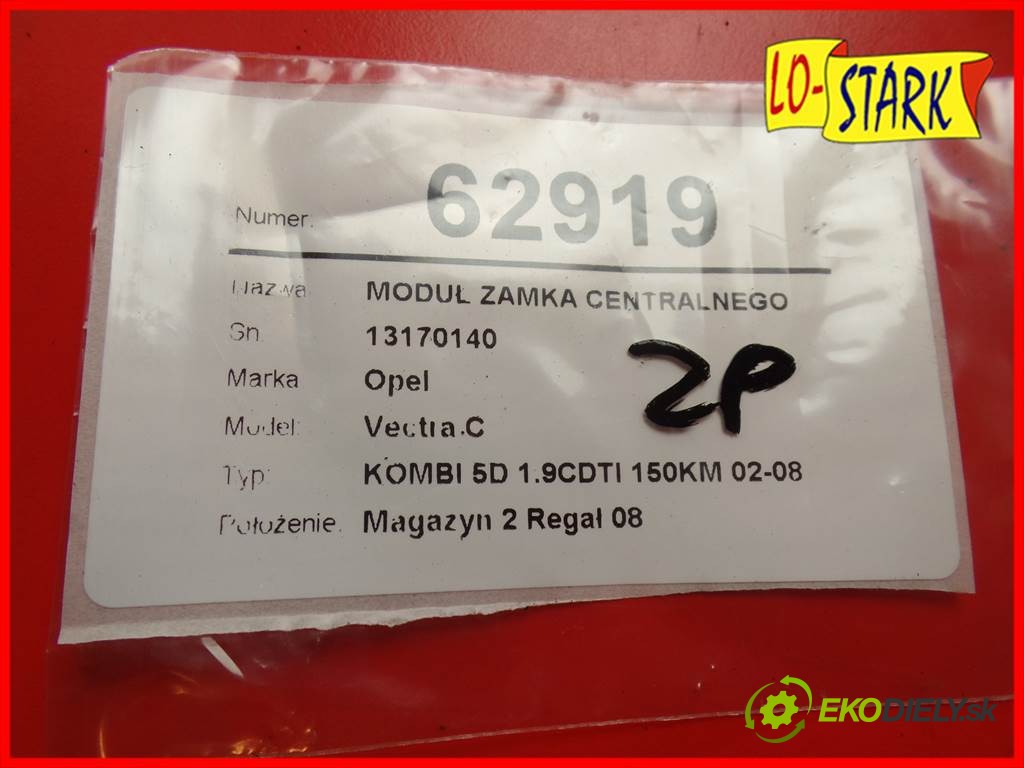 LO-STARK
Numer: 62919
Nazwa MODUŁ ZAMKA CENTRALNEGO
Gn. 13170140
Marka Opel
ZP
Model: Vectra C
Typ: KOMBI 5D 1.9CDTI 150KM 02-08
Położenie: Magazyn 2 Regał 08
EKODIELY.sk